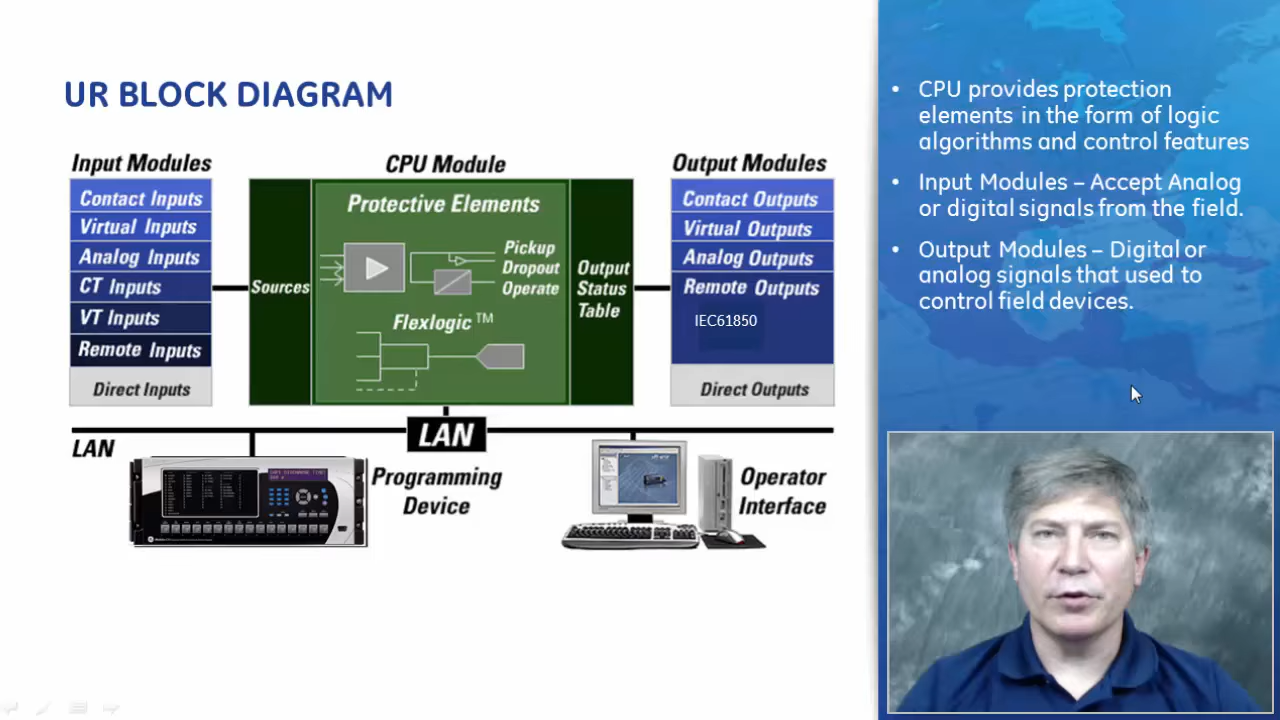 UR BLOCK DIAGRAM
Input Modules
Contact Inputs
Virtual Inputs
Analog Inputs
CT Inputs
VT Inputs
Remote Inputs
Direct Inputs
CPU Module
Sources
Protective Elements
Pickup
Dropout
Operate
Flexlogic ™
Output
Status
Table
Output Modules
Contact Outputs
Virtual Outputs
Analog Outputs
Remote Outputs
IEC61850
Direct Outputs
LAN
LAN
Programming
Device
Operator
Interface
• CPU provides protection
elements in the form of logic
algorithms and control features
• Input Modules – Accept Analog
or digital signals from the field.
• Output Modules – Digital or
analog signals that used to
control field devices.